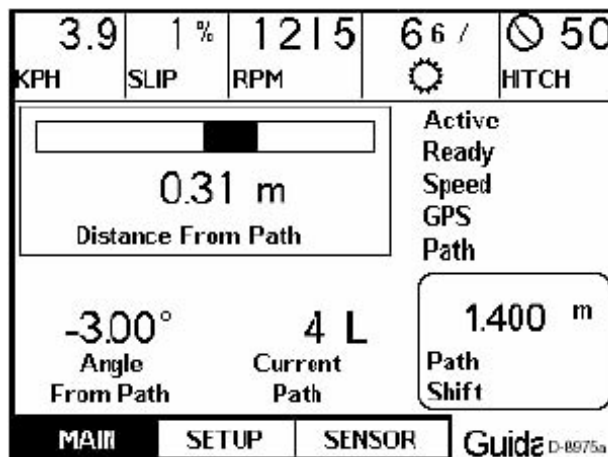 3.9 1 % 1215 6 6 / 50
KPH SLIP RPM HITCH
Active
Ready
Speed
GPS
Path
0.31 m
Distance From Path
-3.00° 4 L 1.400 m
Angle From Path
Current Path
Path Shift
MAIN SETUP SENSOR Guida D-8975a